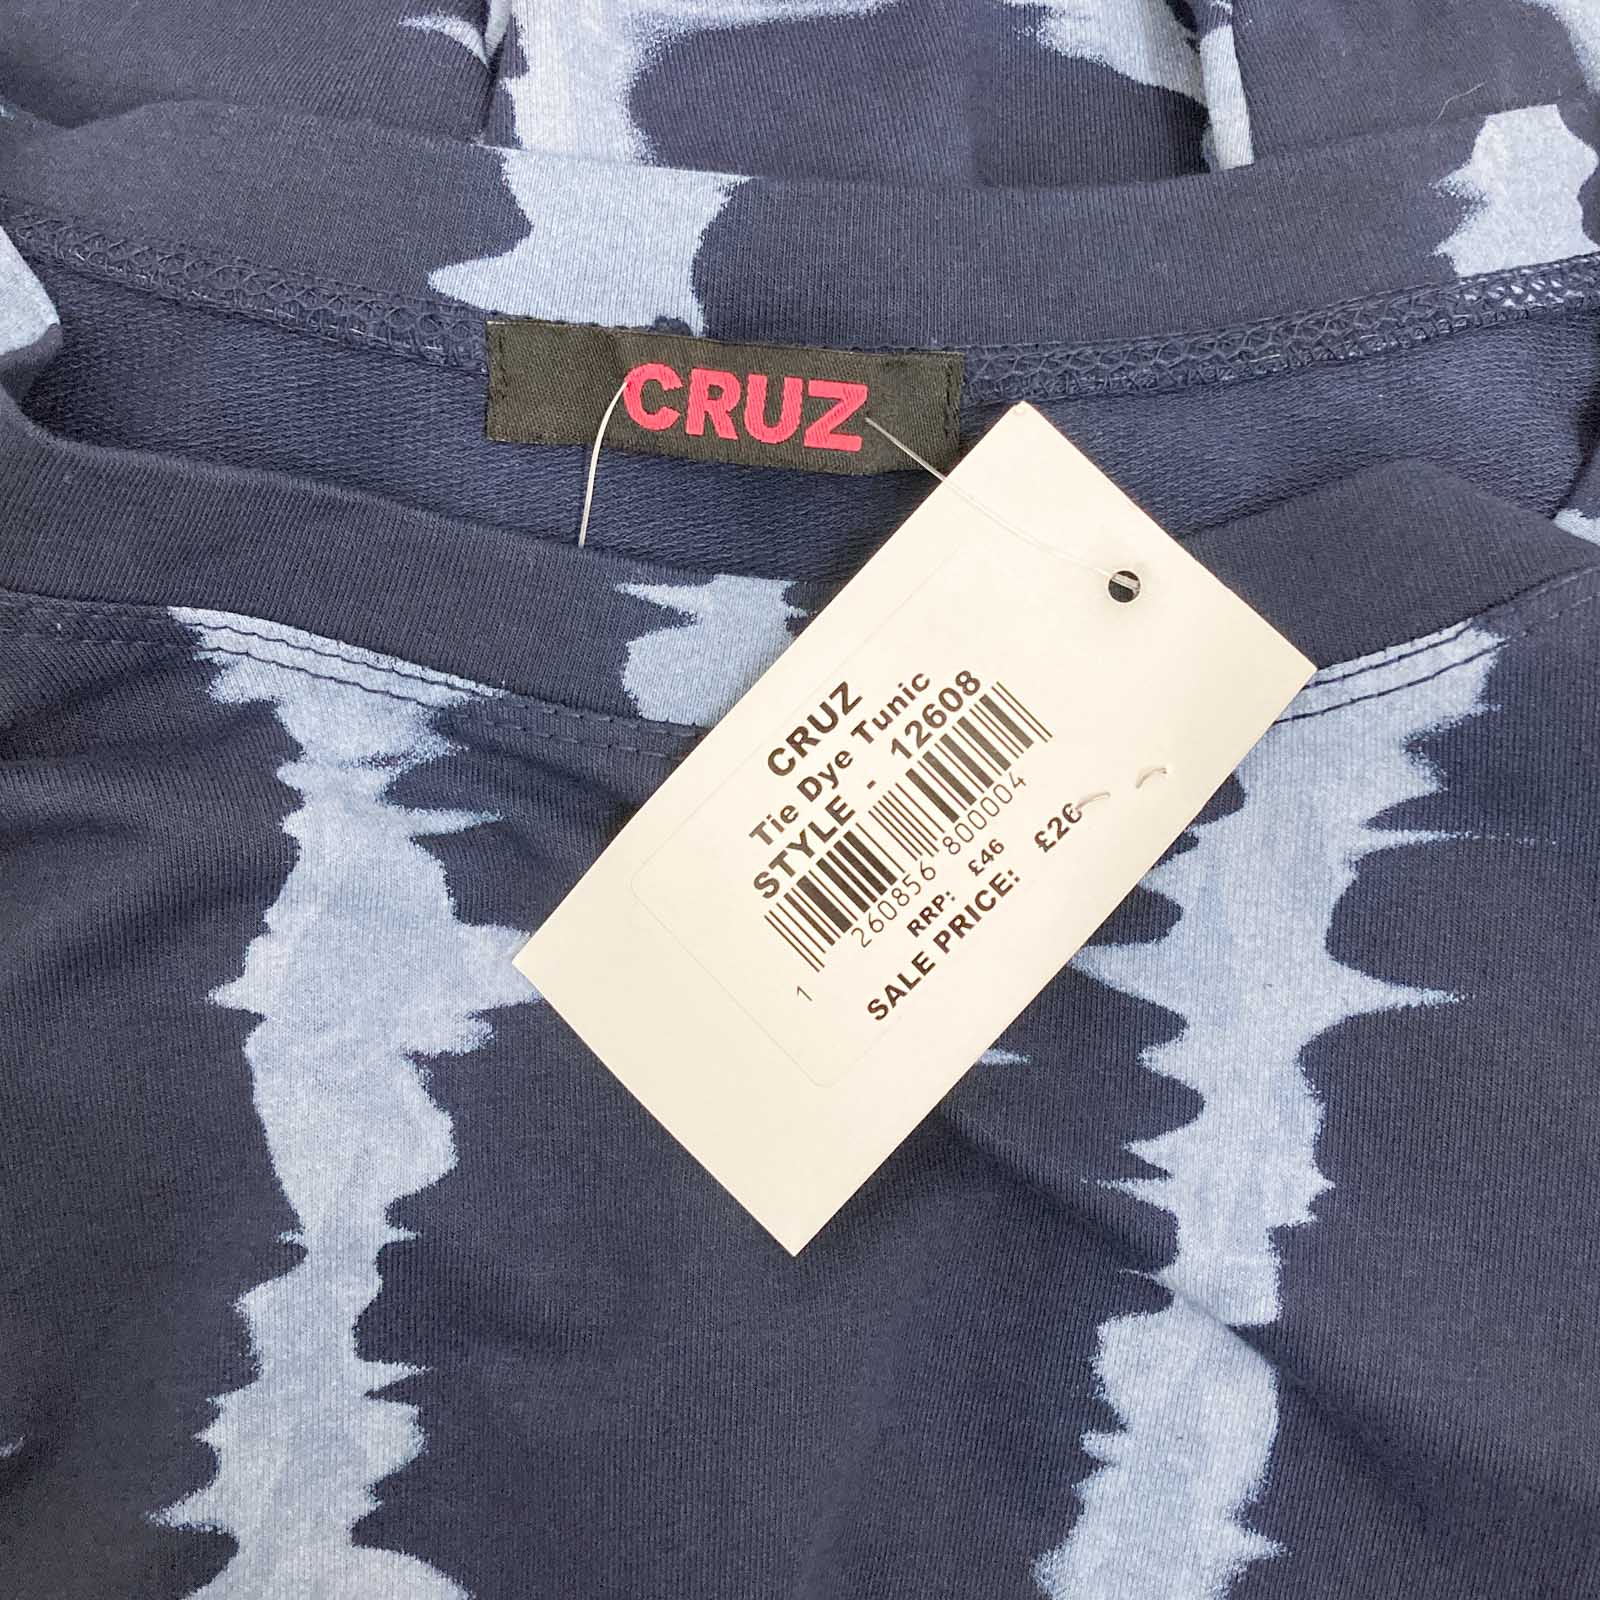 CRUZ
CRUZ
Tie Dye Tunic
STYLE - 12608
1 260856 800004
RRP: £46
SALE PRICE: £26